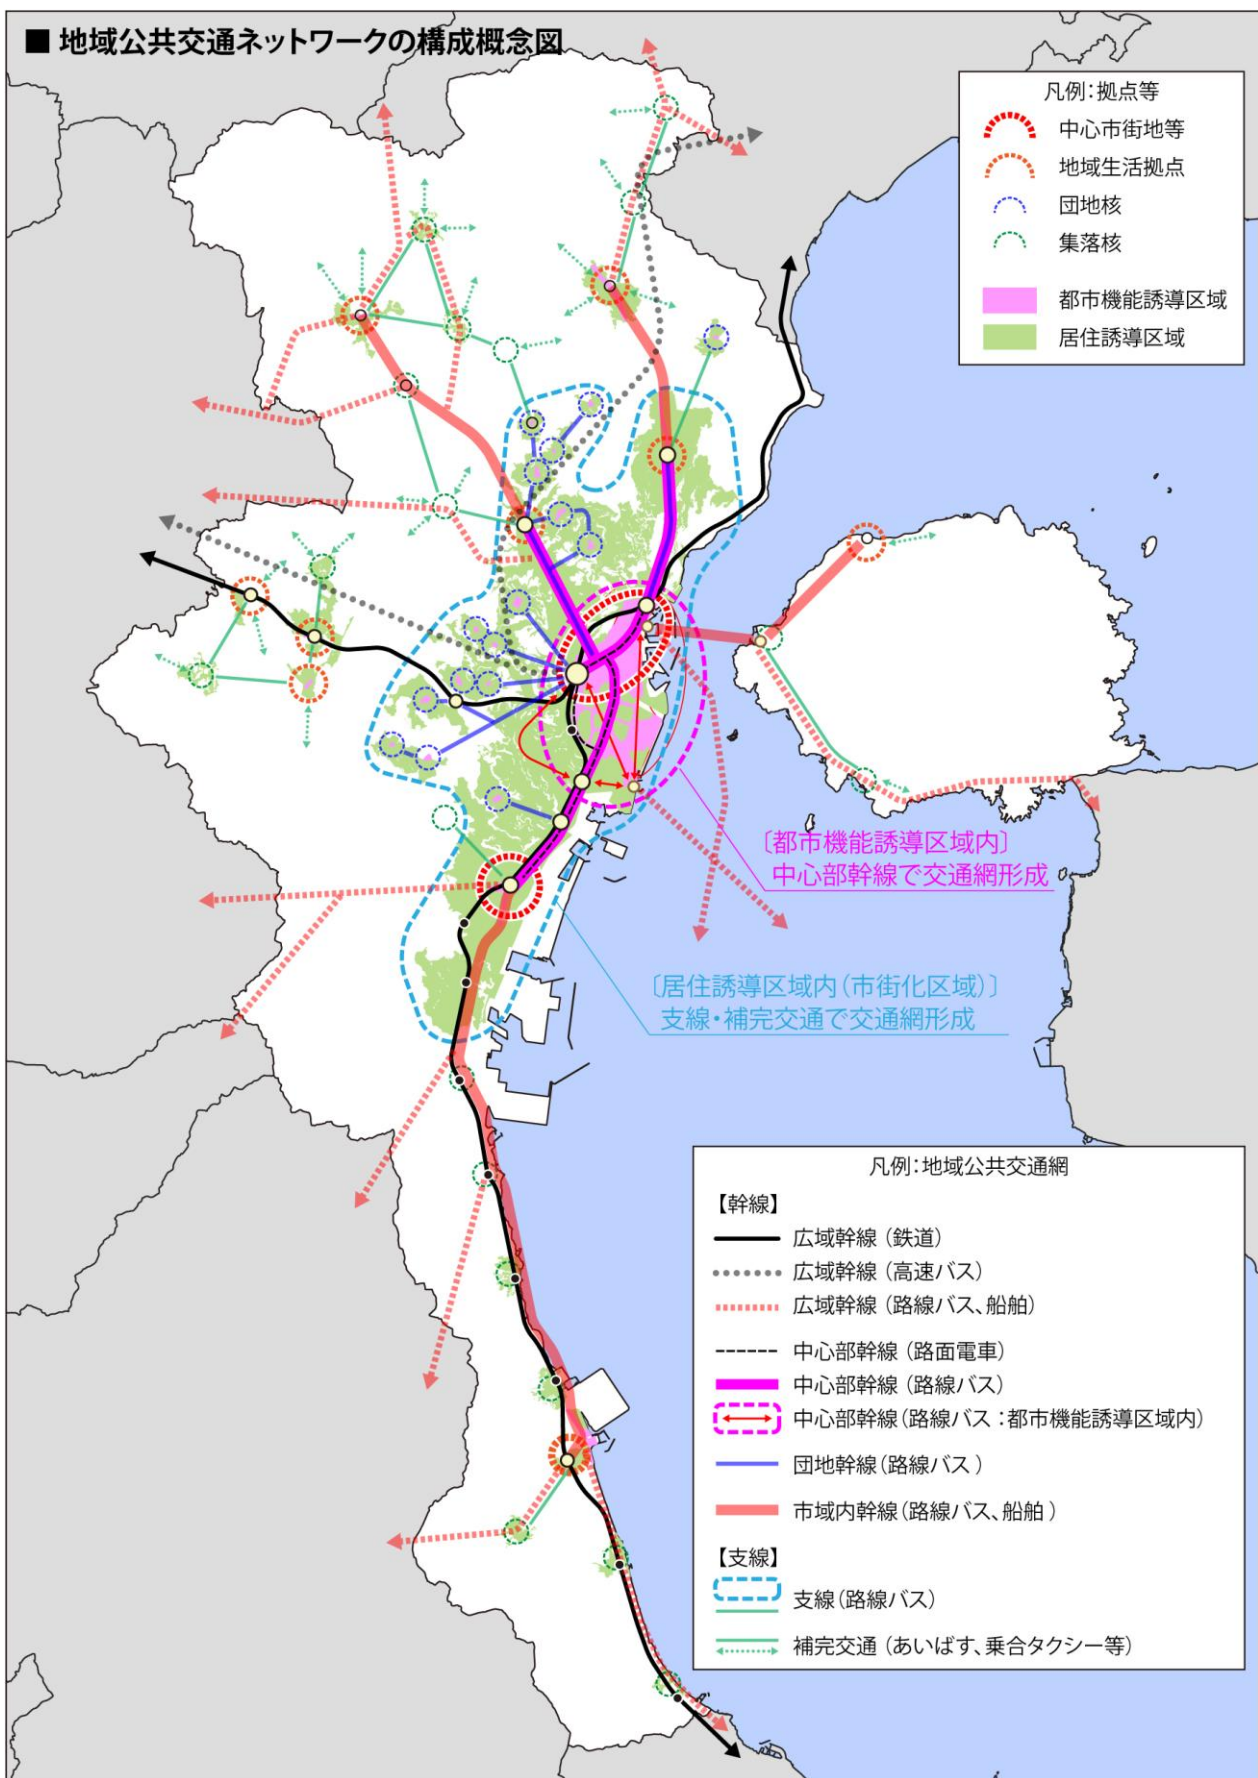 ■ 地域公共交通ネットワークの構成概念図
凡例:拠点等
中心市街地等
地域生活拠点
団地核
集落核
都市機能誘導区域
居住誘導区域
〔都市機能誘導区域内〕
中心部幹線で交通網形成
〔居住誘導区域内(市街化区域)〕
支線・補完交通で交通網形成
凡例:地域公共交通網
【幹線】
広域幹線(鉄道)
広域幹線(高速バス)
広域幹線(路線バス、船舶)
中心部幹線(路面電車)
中心部幹線(路線バス)
中心部幹線(路線バス:都市機能誘導区域内)
団地幹線(路線バス)
市域内幹線(路線バス、船舶)
【支線】
支線(路線バス)
補完交通(あいばす、乗合タクシー等)